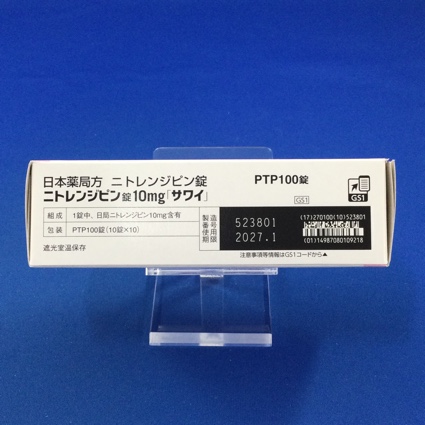 日本薬局方 ニトレンジピン錠
ニトレンジピン錠10mg「サワイ」
PTP100錠
GS1
GS1
組成 1錠中、日局ニトレンジピン10mg含有
包装 PTP100錠(10錠×10)
遮光室温保存
製造番号 523801
使用期限 2027.1
(17)270100(10)523801
(01)14987080109218
注意事項等情報はGS1コードから▲